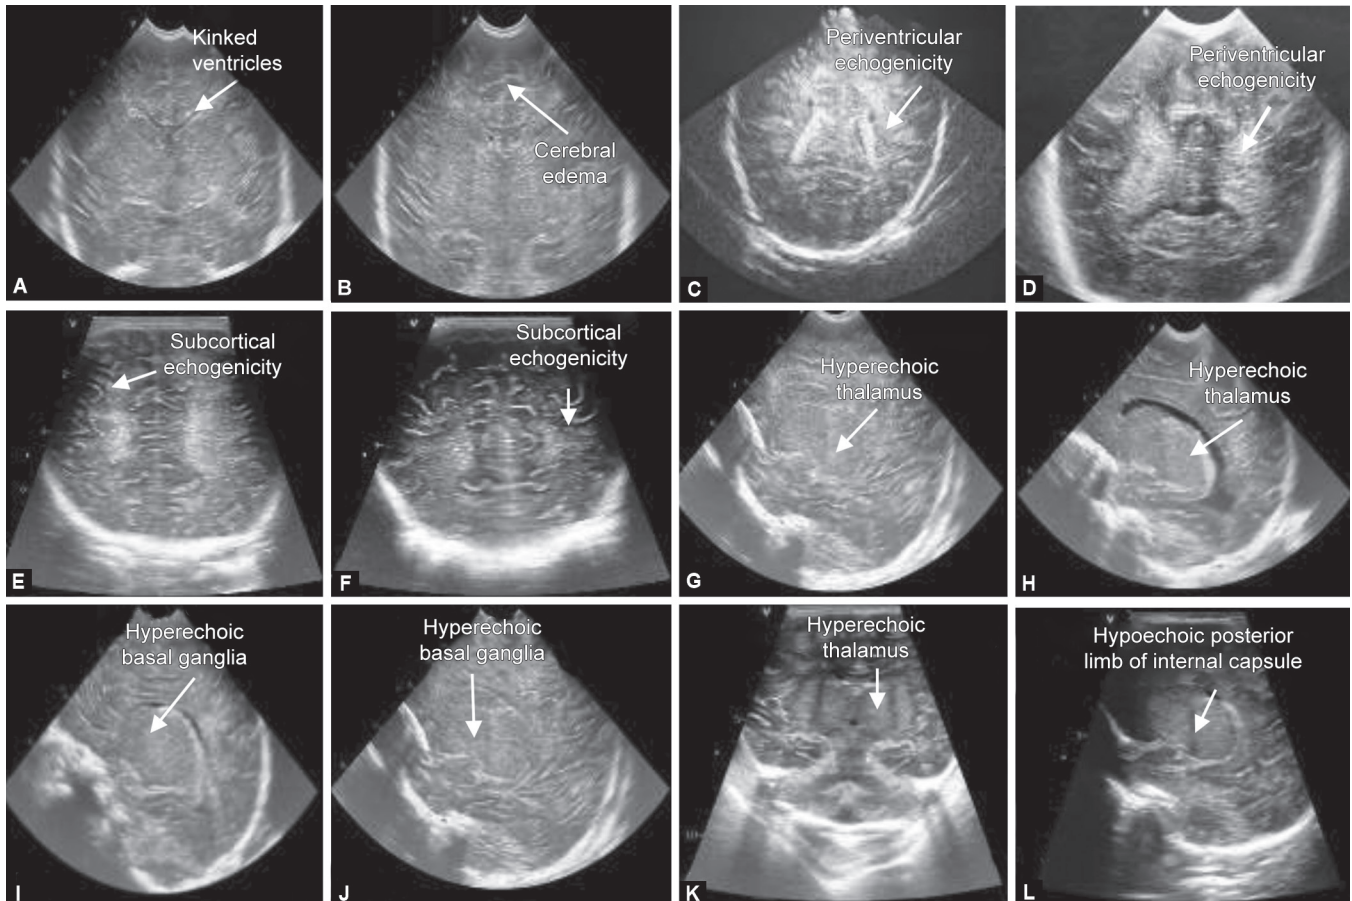 Kinked
ventricles
A
Cerebral
edema
B
Periventricular
echogenicity
C
Periventricular
echogenicity
D
Subcortical
echogenicity
E
Subcortical
echogenicity
F
Hyperechoic
thalamus
G
Hyperechoic
thalamus
H
Hyperechoic
basal ganglia
I
Hyperechoic
basal ganglia
J
Hyperechoic
thalamus
K
Hypoechoic posterior
limb of internal capsule
L